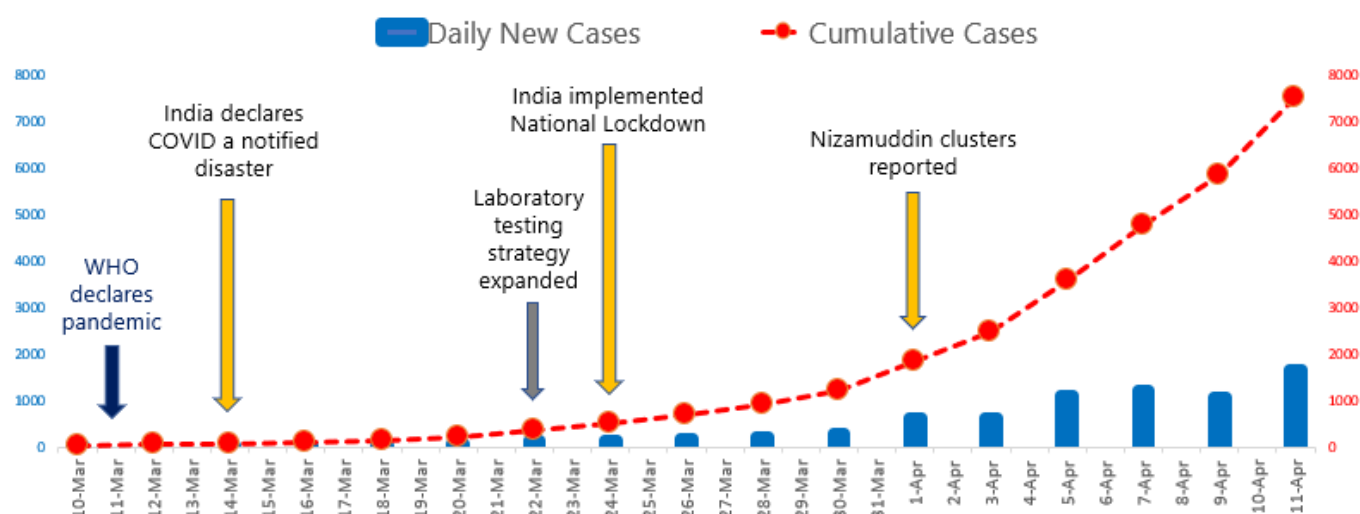 Daily New Cases
Cumulative Cases
8000
7000
6000
5000
4000
3000
2000
1000
0
WHO
declares
pandemic
India declares
COVID a notified
disaster
Laboratory
testing
strategy
expanded
India implemented
National Lockdown
Nizamuddin clusters
reported
8000
7000
6000
5000
4000
3000
2000
1000
0
10-Mar
11-Mar
12-Mar
13-Mar
14-Mar
15-Mar
16-Mar
17-Mar
18-Mar
19-Mar
20-Mar
21-Mar
22-Mar
23-Mar
24-Mar
25-Mar
26-Mar
27-Mar
28-Mar
29-Mar
30-Mar
31-Mar
1-Apr
2-Apr
3-Apr
4-Apr
5-Apr
6-Apr
7-Apr
8-Apr
9-Apr
10-Apr
11-Apr